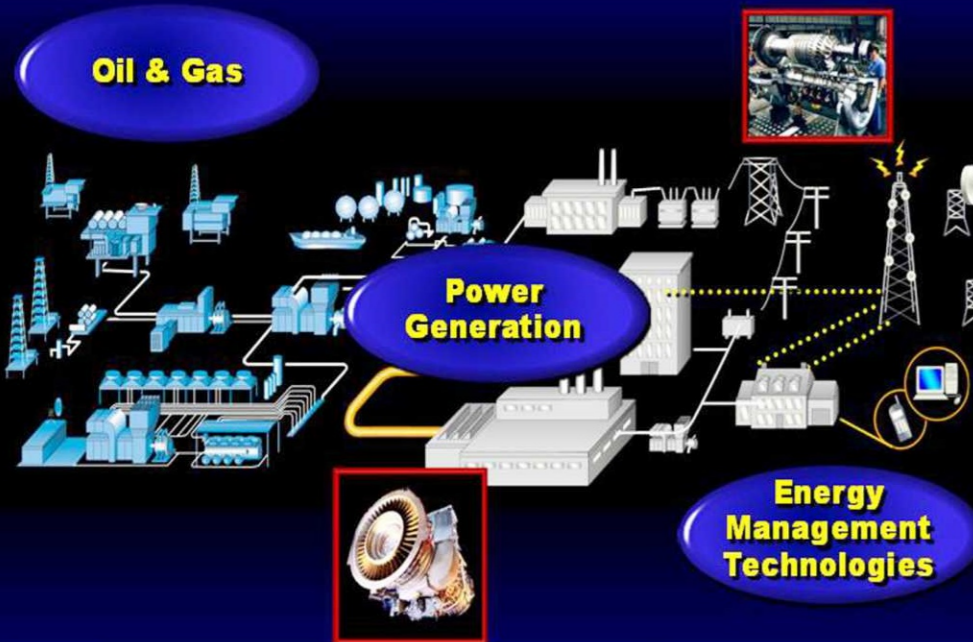 Oil & Gas
Power
Generation
Energy
Management
Technologies